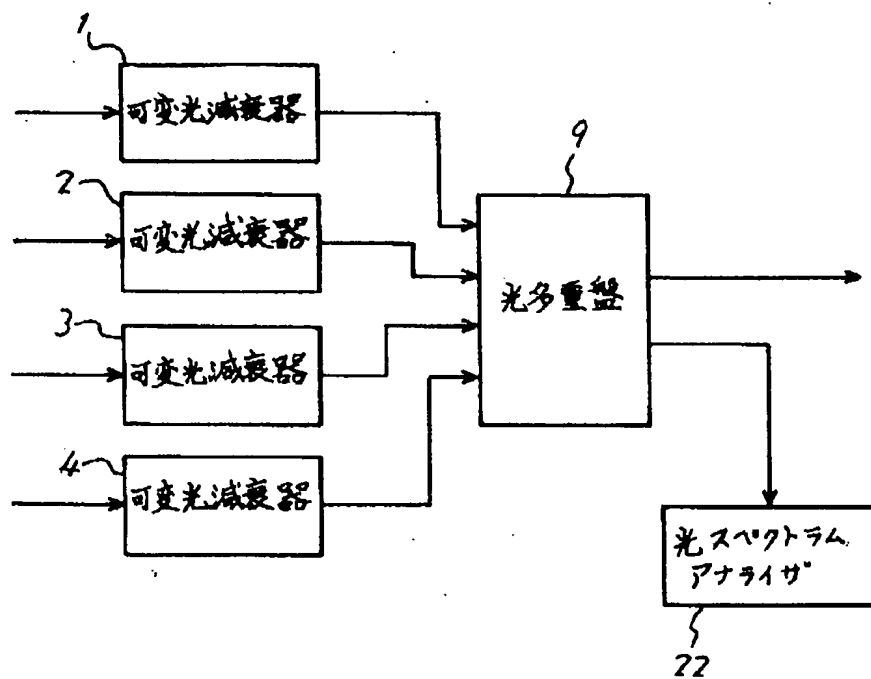 1
可変光減衰器
2
可変光減衰器
3
可変光減衰器
4
可変光減衰器
9
光多重盤
光スペクトラム
アナライザ
22